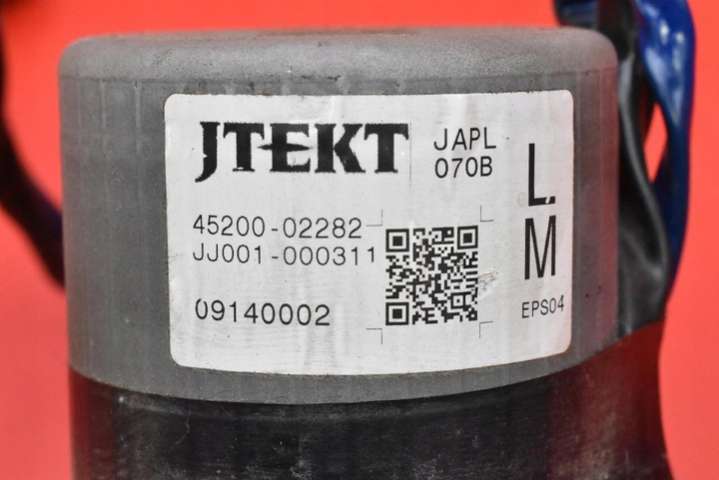 JTEKT
JAPL
070B
L.
M
45200-02282
JJ001-000311
09140002
EPS04